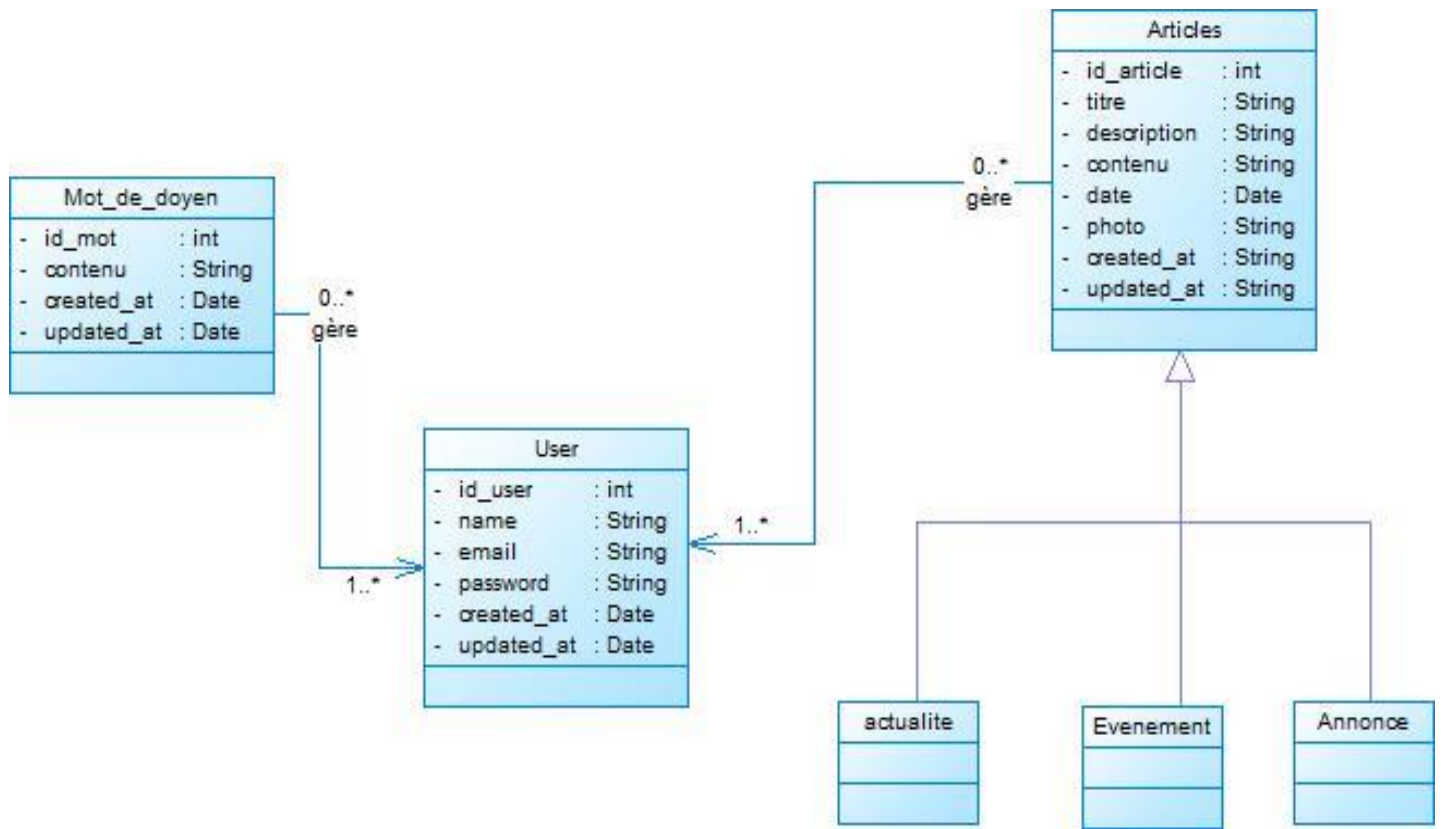 Articles
- id_article : int
- titre : String
- description : String
- contenu : String
- date : Date
- photo : String
- created_at : String
- updated_at : String
0..*
gère
Mot_de_doyen
- id_mot : int
- contenu : String
- created_at : Date
- updated_at : Date
0..*
gère
User
- id_user : int
- name : String
- email : String
- password : String
- created_at : Date
- updated_at : Date
1..*
1..*
actualite
Evenement
Annonce